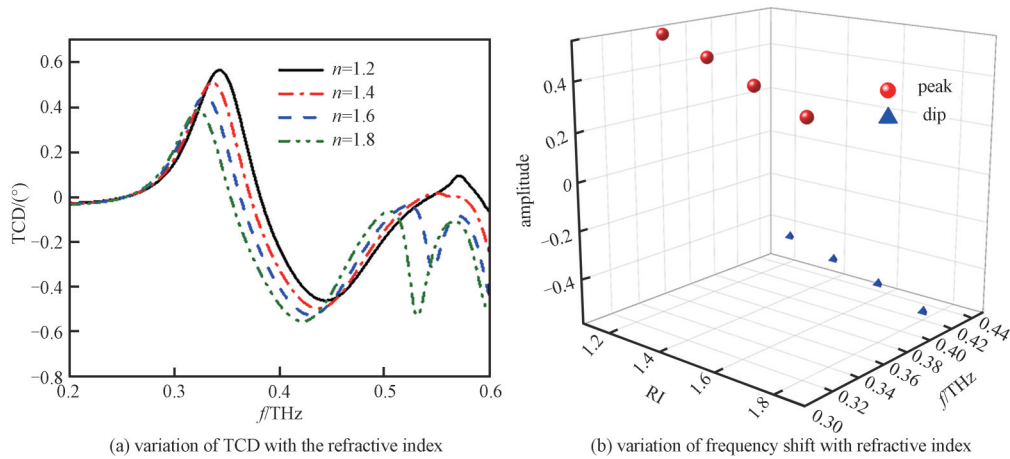 0.6
0.4
0.2
0
−0.2
−0.4
−0.6
−0.8
TCD/(°)
n=1.2
n=1.4
n=1.6
n=1.8
0.2 0.3 0.4 0.5 0.6
f/THz
(a) variation of TCD with the refractive index
0.4
0.2
0
−0.2
−0.4
amplitude
peak
dip
1.2
1.4
1.6
1.8
RI
0.30
0.32
0.34
0.36
0.38
0.40
0.42
0.44
f/THz
(b) variation of frequency shift with refractive index